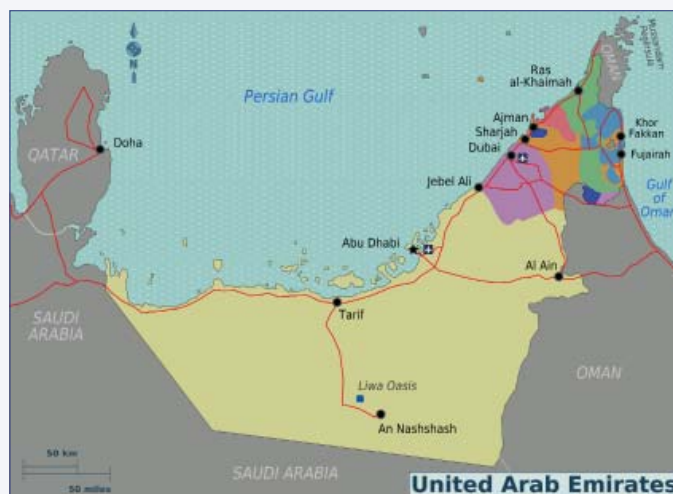 N
Musandam
Peninsula
OMAN
Ras
al-Khaimah
Persian Gulf
Ajman
Sharjah
Dubai
Khor
Fakkan
Fujairah
Doha
QATAR
Jebel Ali
Gulf
of
Oman
Abu Dhabi
Al Ain
SAUDI
ARABIA
Tarif
OMAN
Liwa Oasis
An Nashshash
50 km
50 miles
SAUDI ARABIA
United Arab Emirates